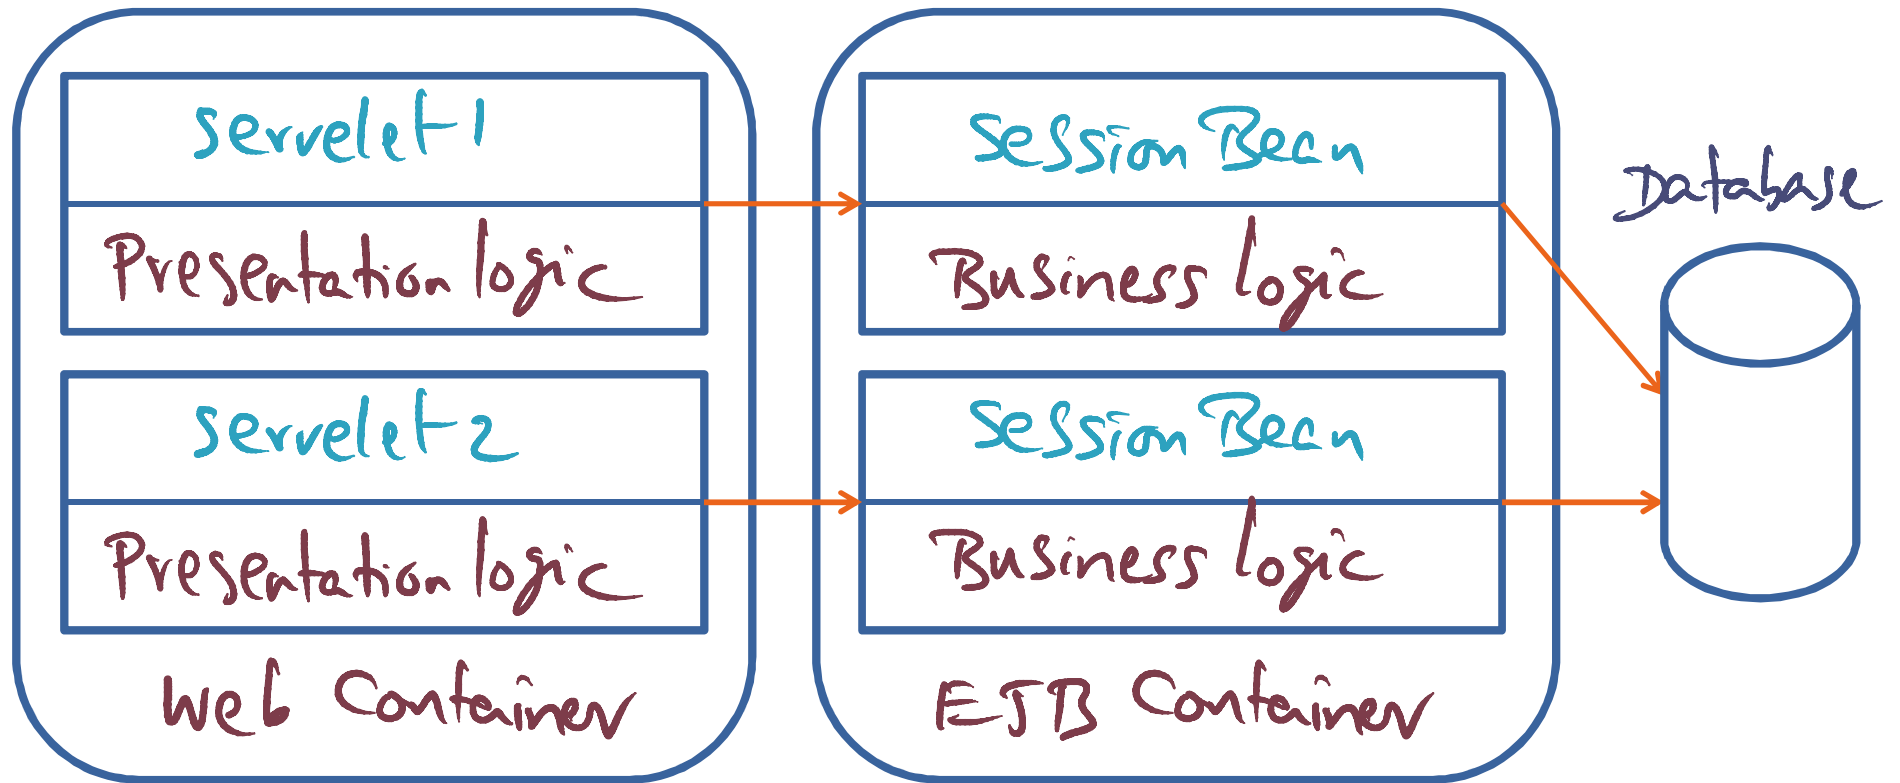 servelet1
Session Bean
Database
Presentation logic
Business logic
servelet2
Session Bean
Presentation logic
Business logic
Web Container
EJB Container